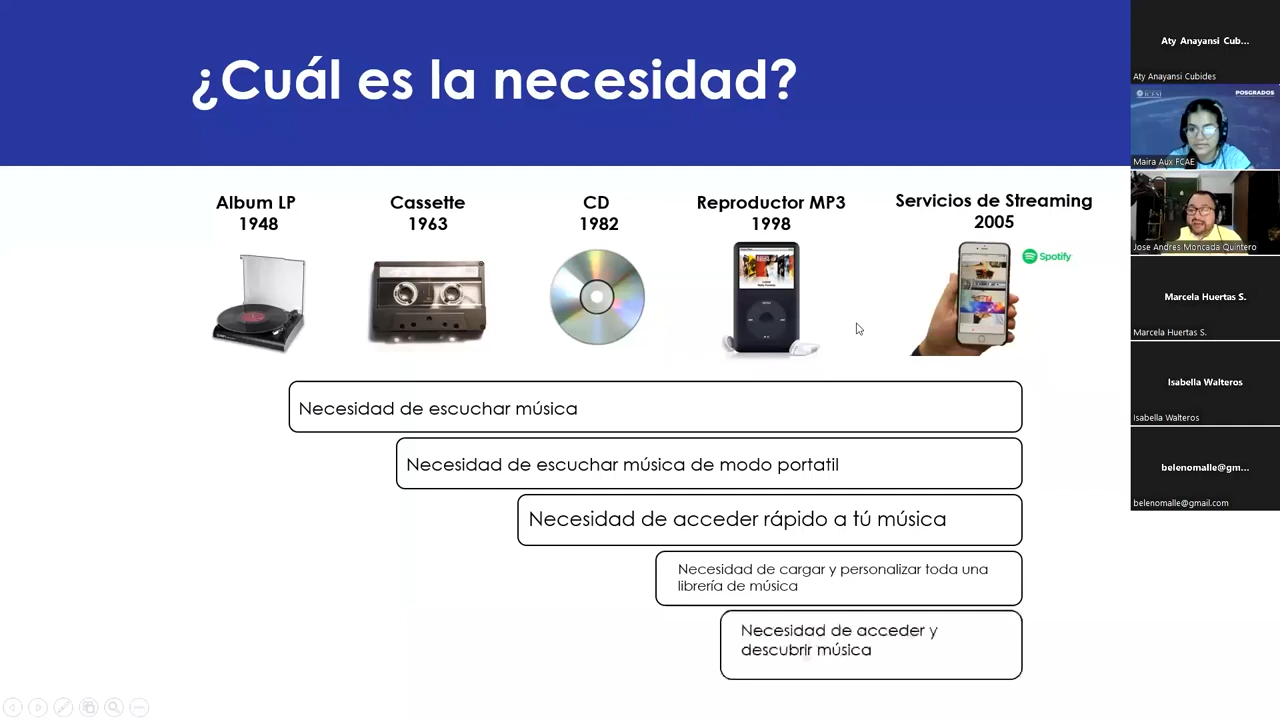 ¿Cuál es la necesidad?
Album LP
1948
Cassette
1963
CD
1982
Reproductor MP3
1998
Servicios de Streaming
2005
Spotify
Necesidad de escuchar música
Necesidad de escuchar música de modo portatil
Necesidad de acceder rápido a tú música
Necesidad de cargar y personalizar toda una
librería de música
Necesidad de acceder y
descubrir música
Aty Anayansi Cub...
Aty Anayansi Cubides
ICESI
POSGRADOS
Maira Aux FCAE
Jose Andres Moncada Quintero
Marcela Huertas S.
Marcela Huertas S.
Isabella Walteros
Isabella Walteros
belenomalle@gm...
belenomalle@gmail.com